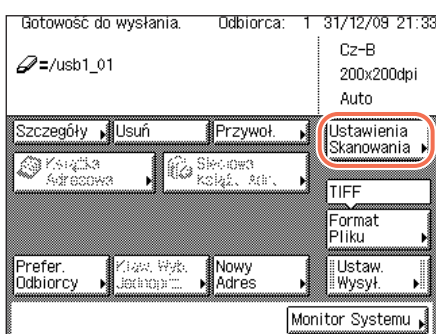 Gotowość do wysłania. Odbiorca: 1 31/12/09 21:33
=/usb1_01
Cz-B
200x200dpi
Auto
Szczegóły Usuń Przywoł. Ustawienia
Skanowania
Książka
Adresowa
Sieciowa
Książ. Adr.
TIFF
Format
Pliku
Prefer.
Odbiorcy
Klaw. Wyb.
Jednoprz.
Nowy
Adres
Ustaw.
Wysył.
Monitor Systemu